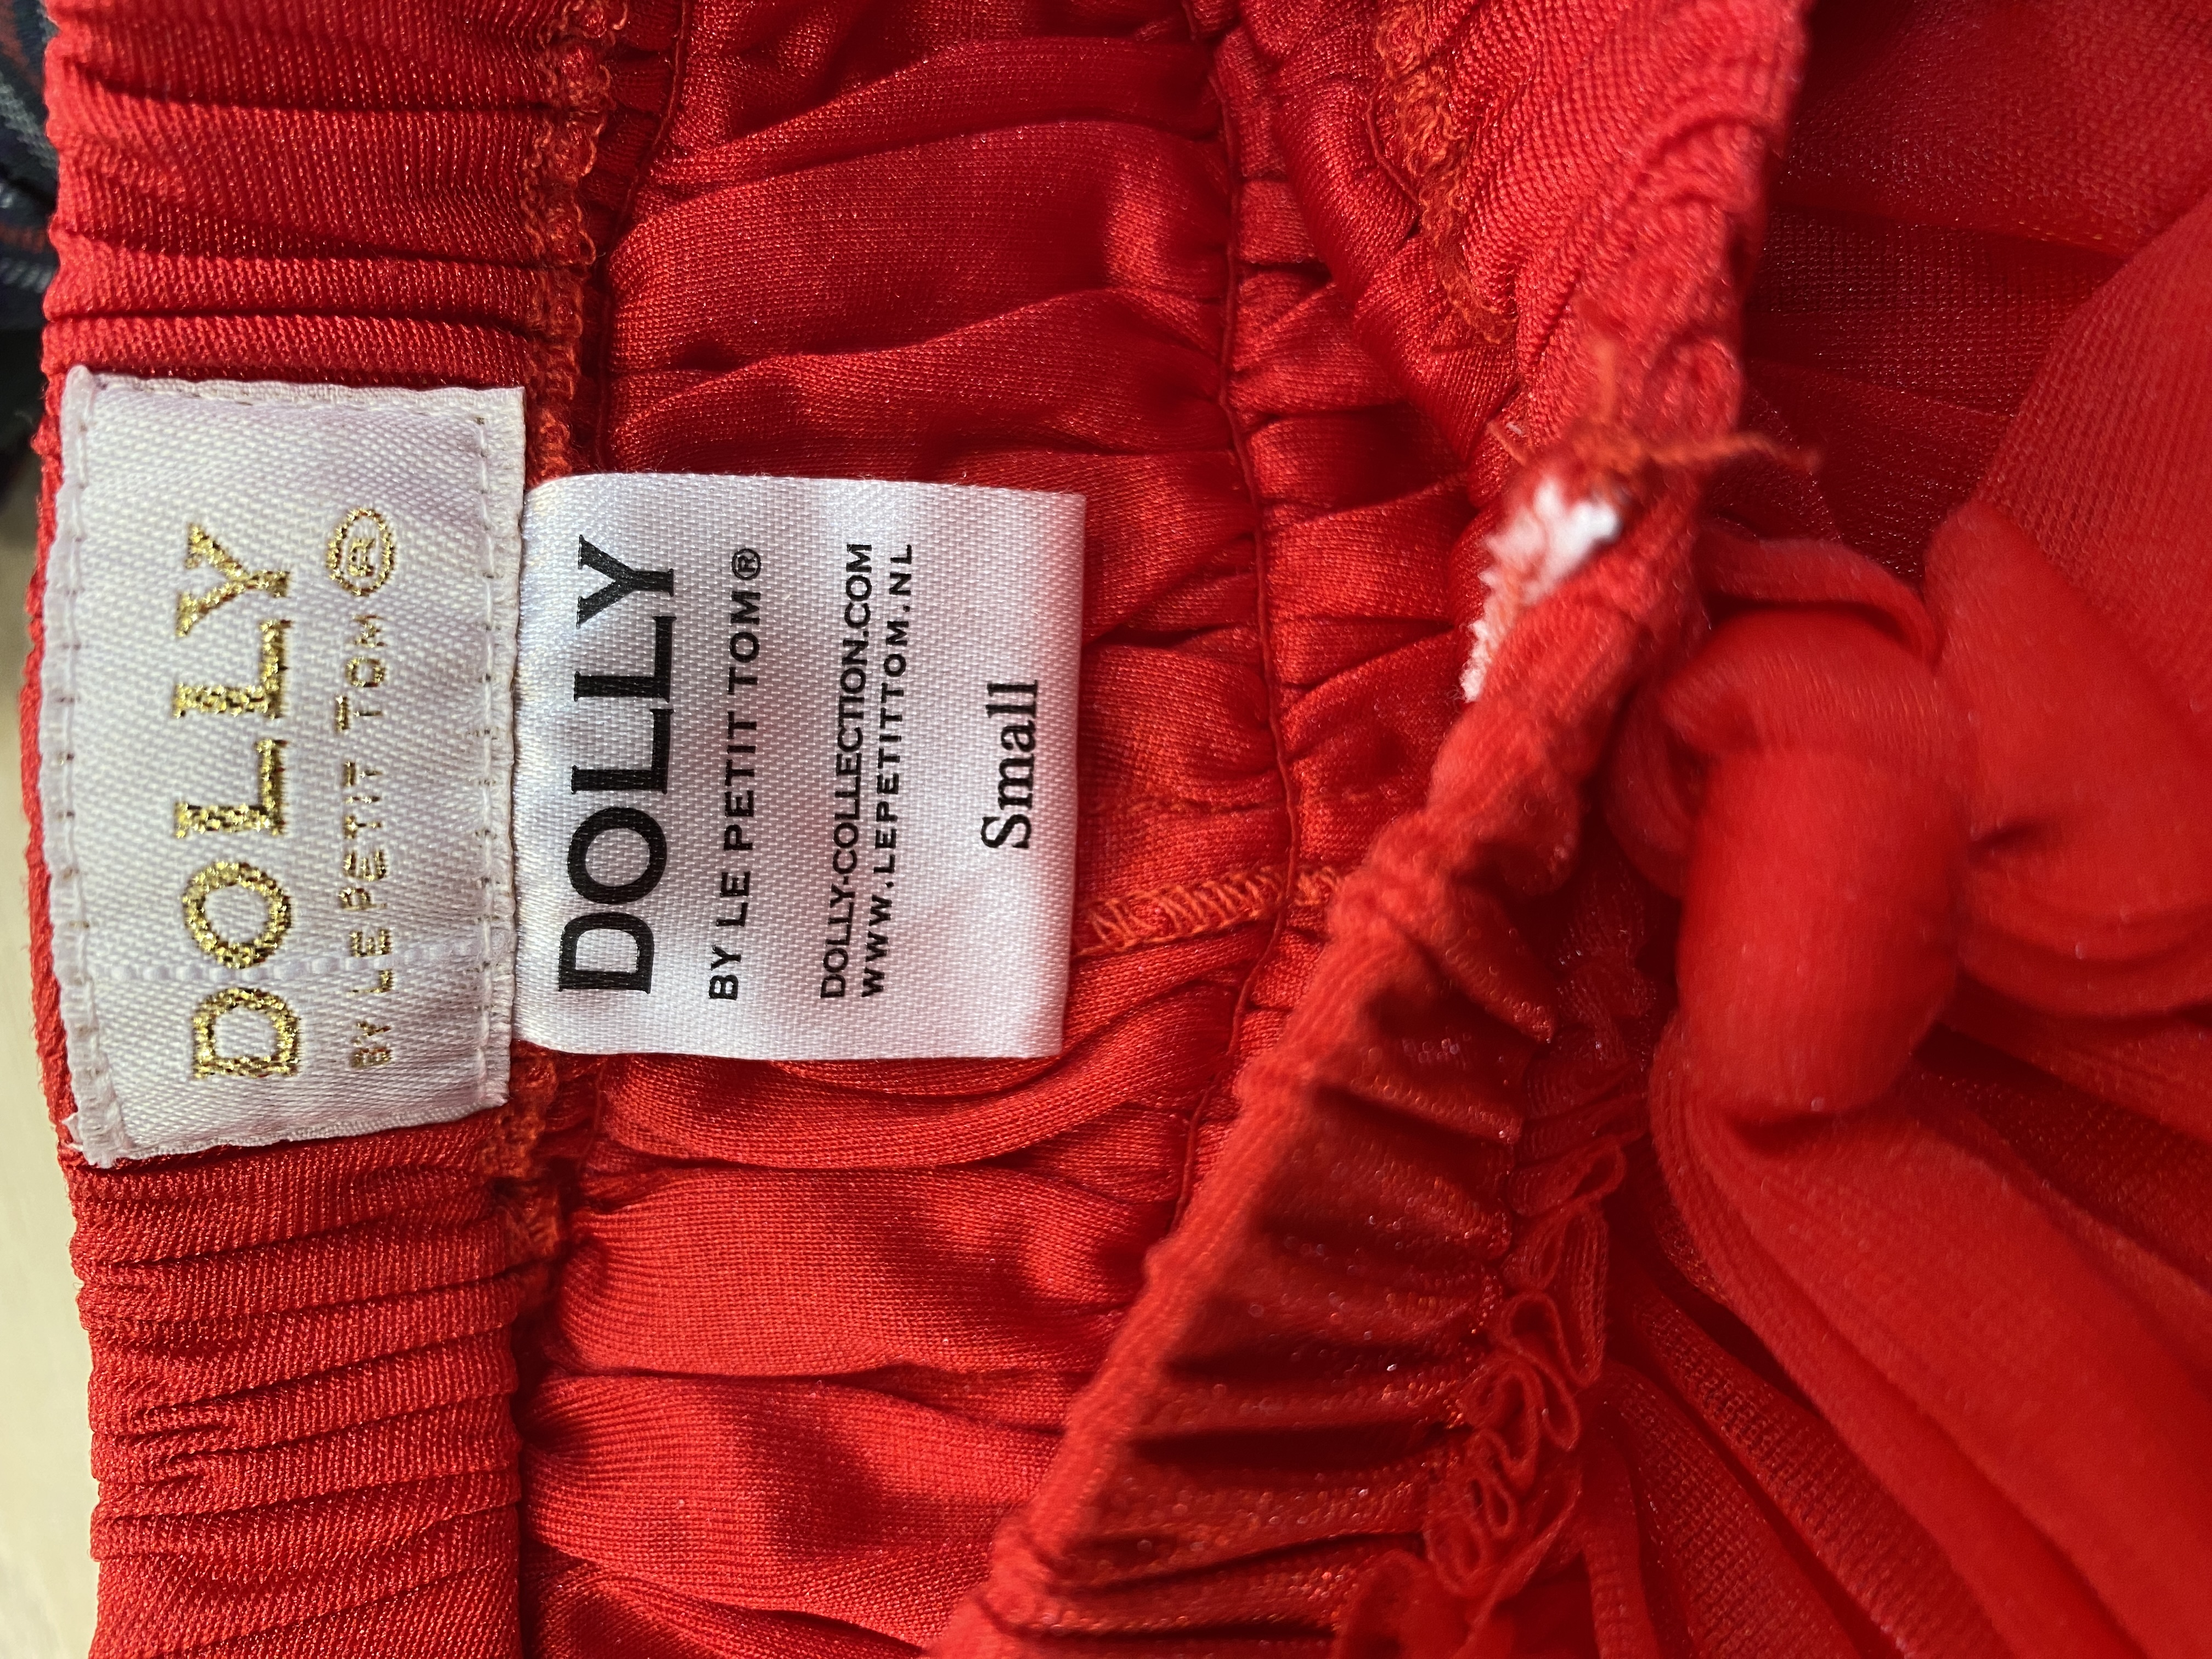 DOLLY
BY LE PETIT TOM®
DOLLY
BY LE PETIT TOM®
DOLLY-COLLECTION.COM
WWW.LEPETITTOM.NL
Small